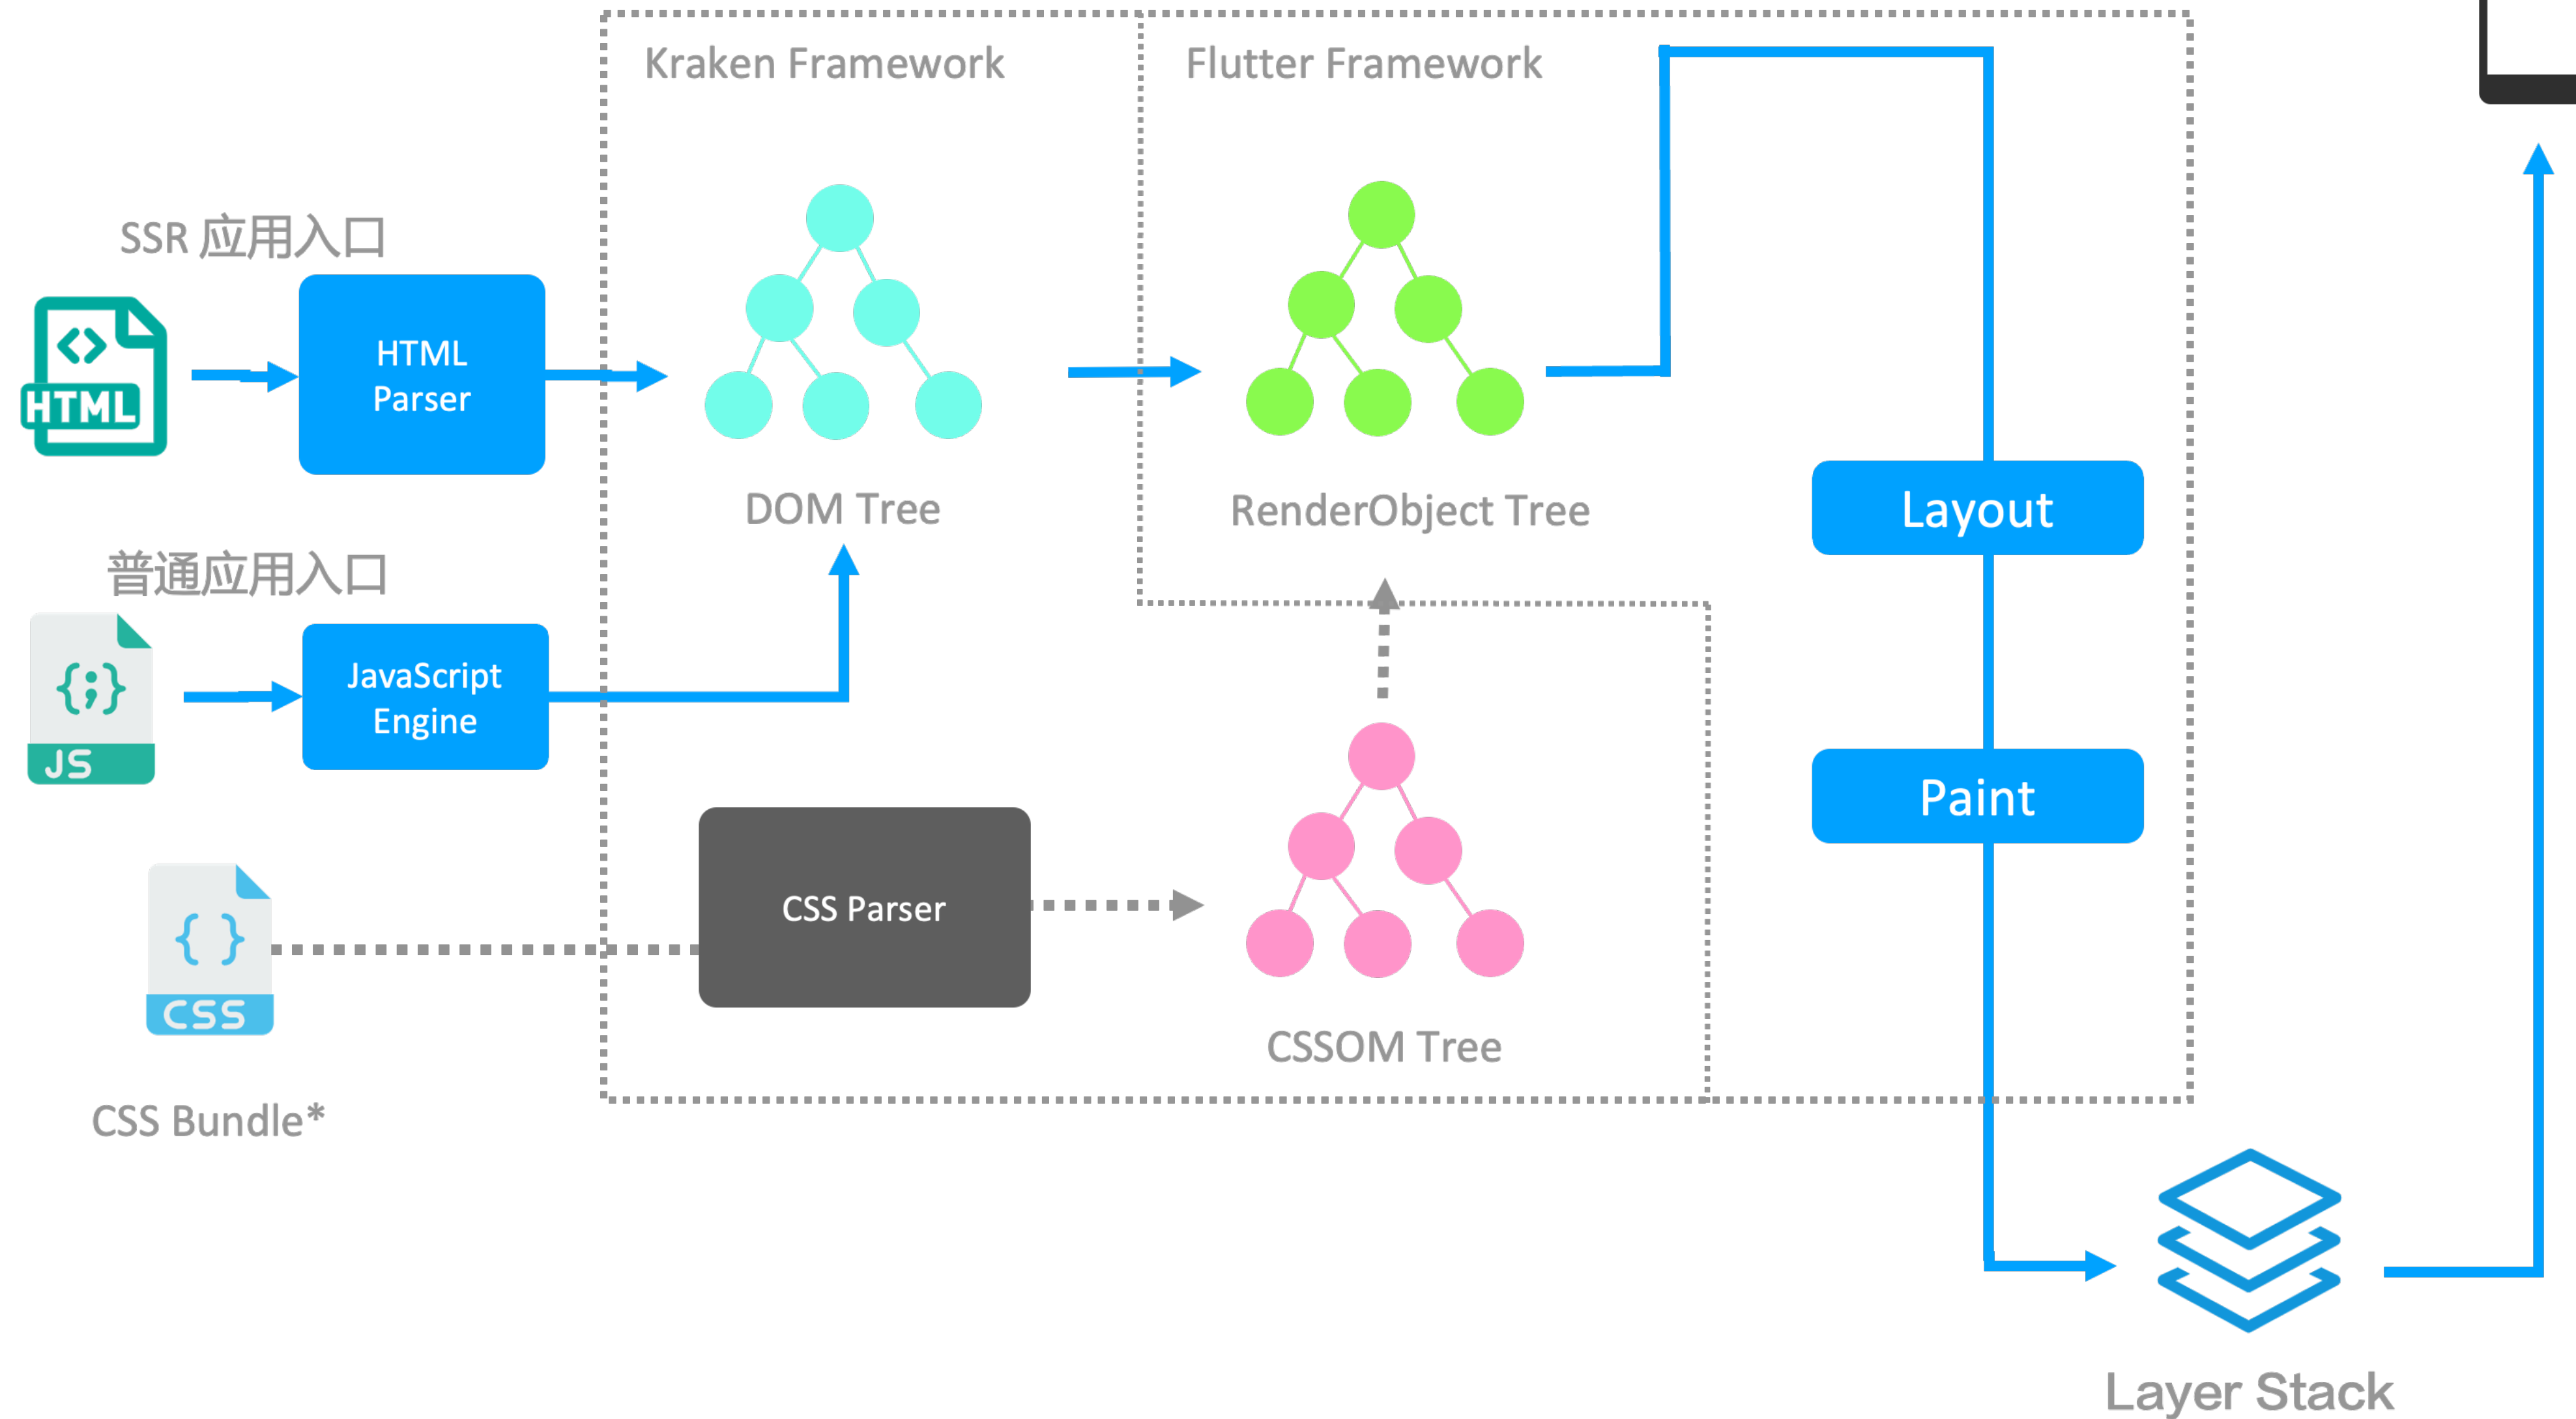 Kraken Framework
Flutter Framework
SSR 应用入口
HTML
Parser
HTML
DOM Tree
RenderObject Tree
Layout
普通应用入口
JavaScript
Engine
{;}
JS
Paint
CSS Parser
{ }
CSS
CSSOM Tree
CSS Bundle*
Layer Stack